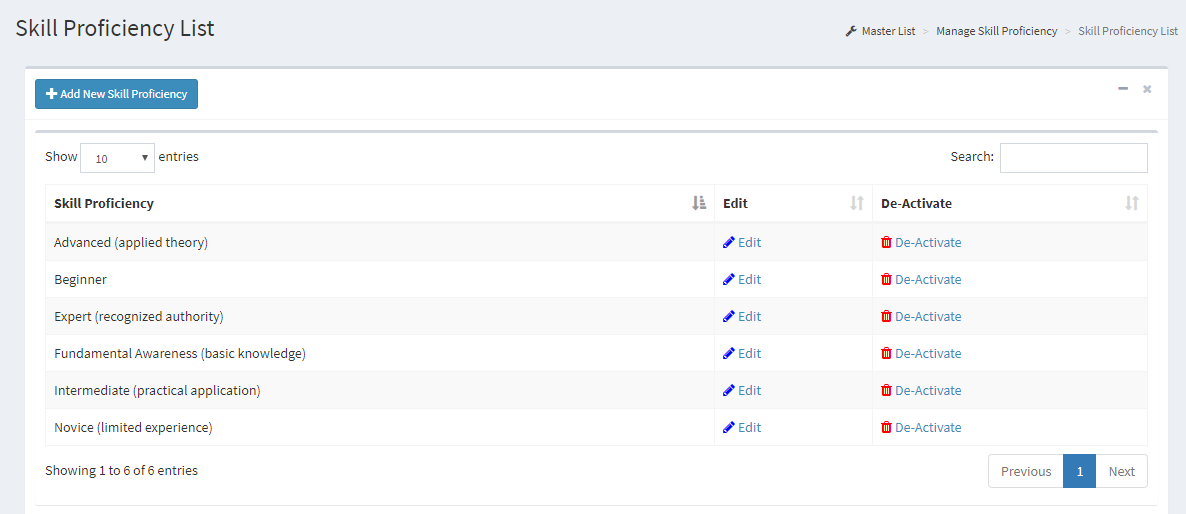 Skill Proficiency List
Master List > Manage Skill Proficiency > Skill Proficiency List
Add New Skill Proficiency
Show 10 entries Search:
Skill Proficiency Edit De-Activate
Advanced (applied theory) Edit De-Activate
Beginner Edit De-Activate
Expert (recognized authority) Edit De-Activate
Fundamental Awareness (basic knowledge) Edit De-Activate
Intermediate (practical application) Edit De-Activate
Novice (limited experience) Edit De-Activate
Showing 1 to 6 of 6 entries Previous 1 Next